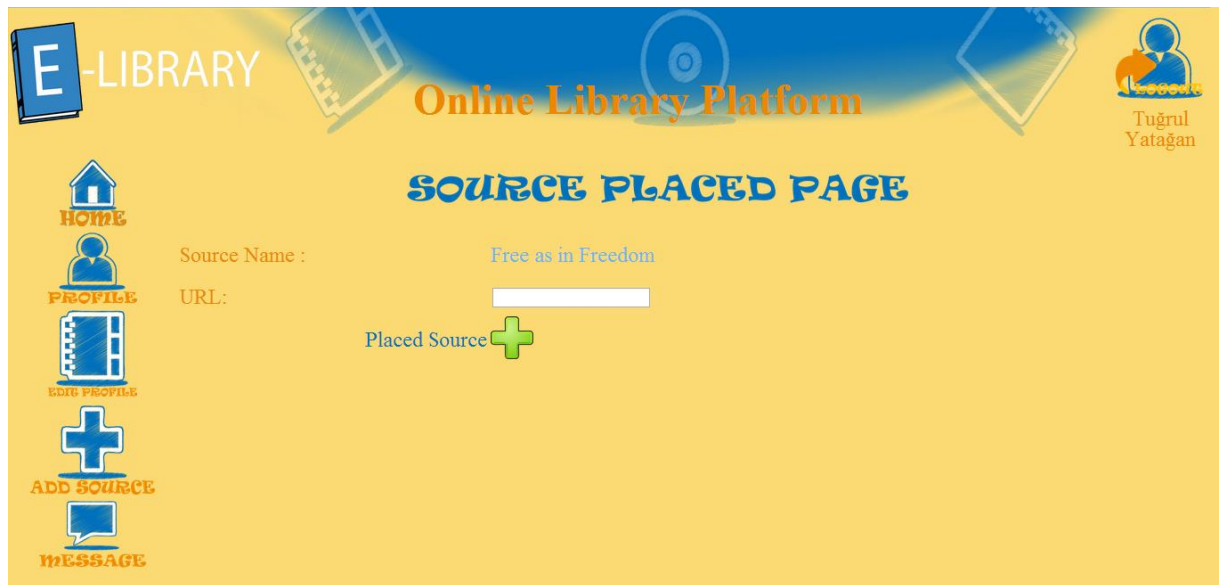 E-LIBRARY
Online Library Platform
LOGOUT
Tuğrul
Yatağan
SOURCE PLACED PAGE
HOME
PROFILE
EDIT PROFILE
ADD SOURCE
MESSAGE
Source Name : Free as in Freedom
URL:
Placed Source